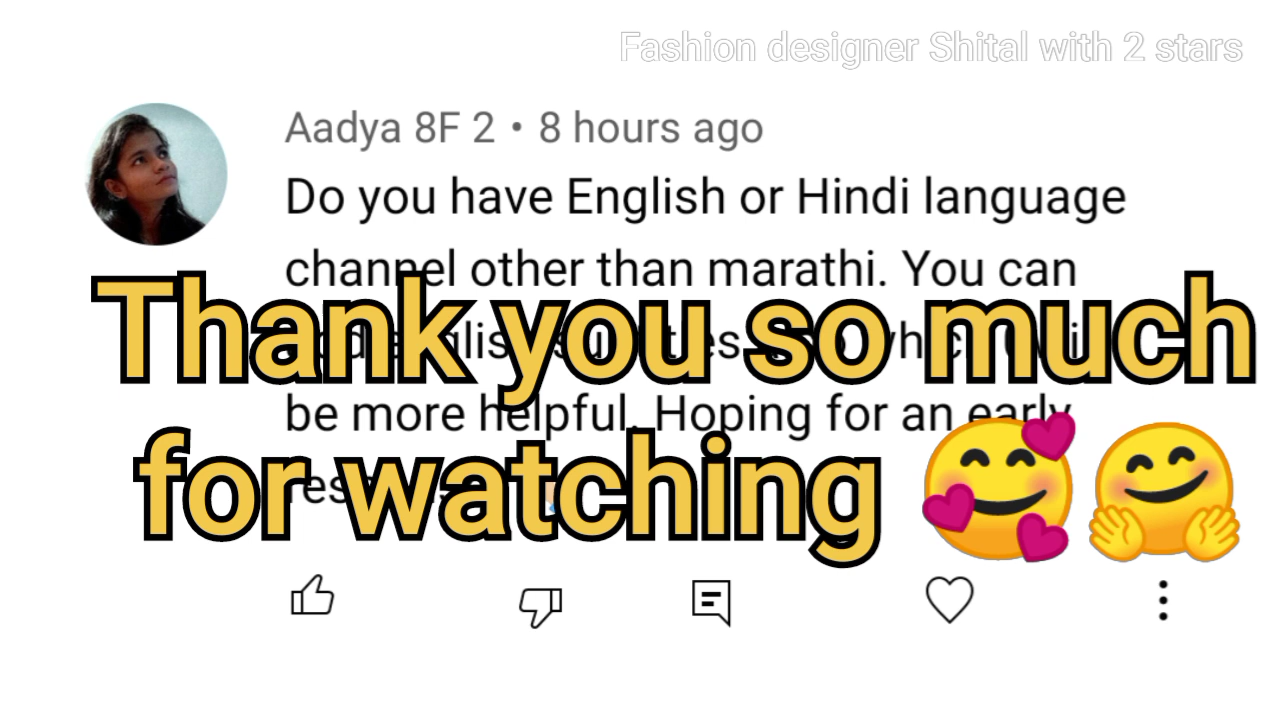 Fashion designer Shital with 2 stars
Aadya 8F 2 • 8 hours ago
Do you have English or Hindi language
channel other than marathi. You can
Thank you so much
be more helpful. Hoping for an early
for watching 🥰🤗